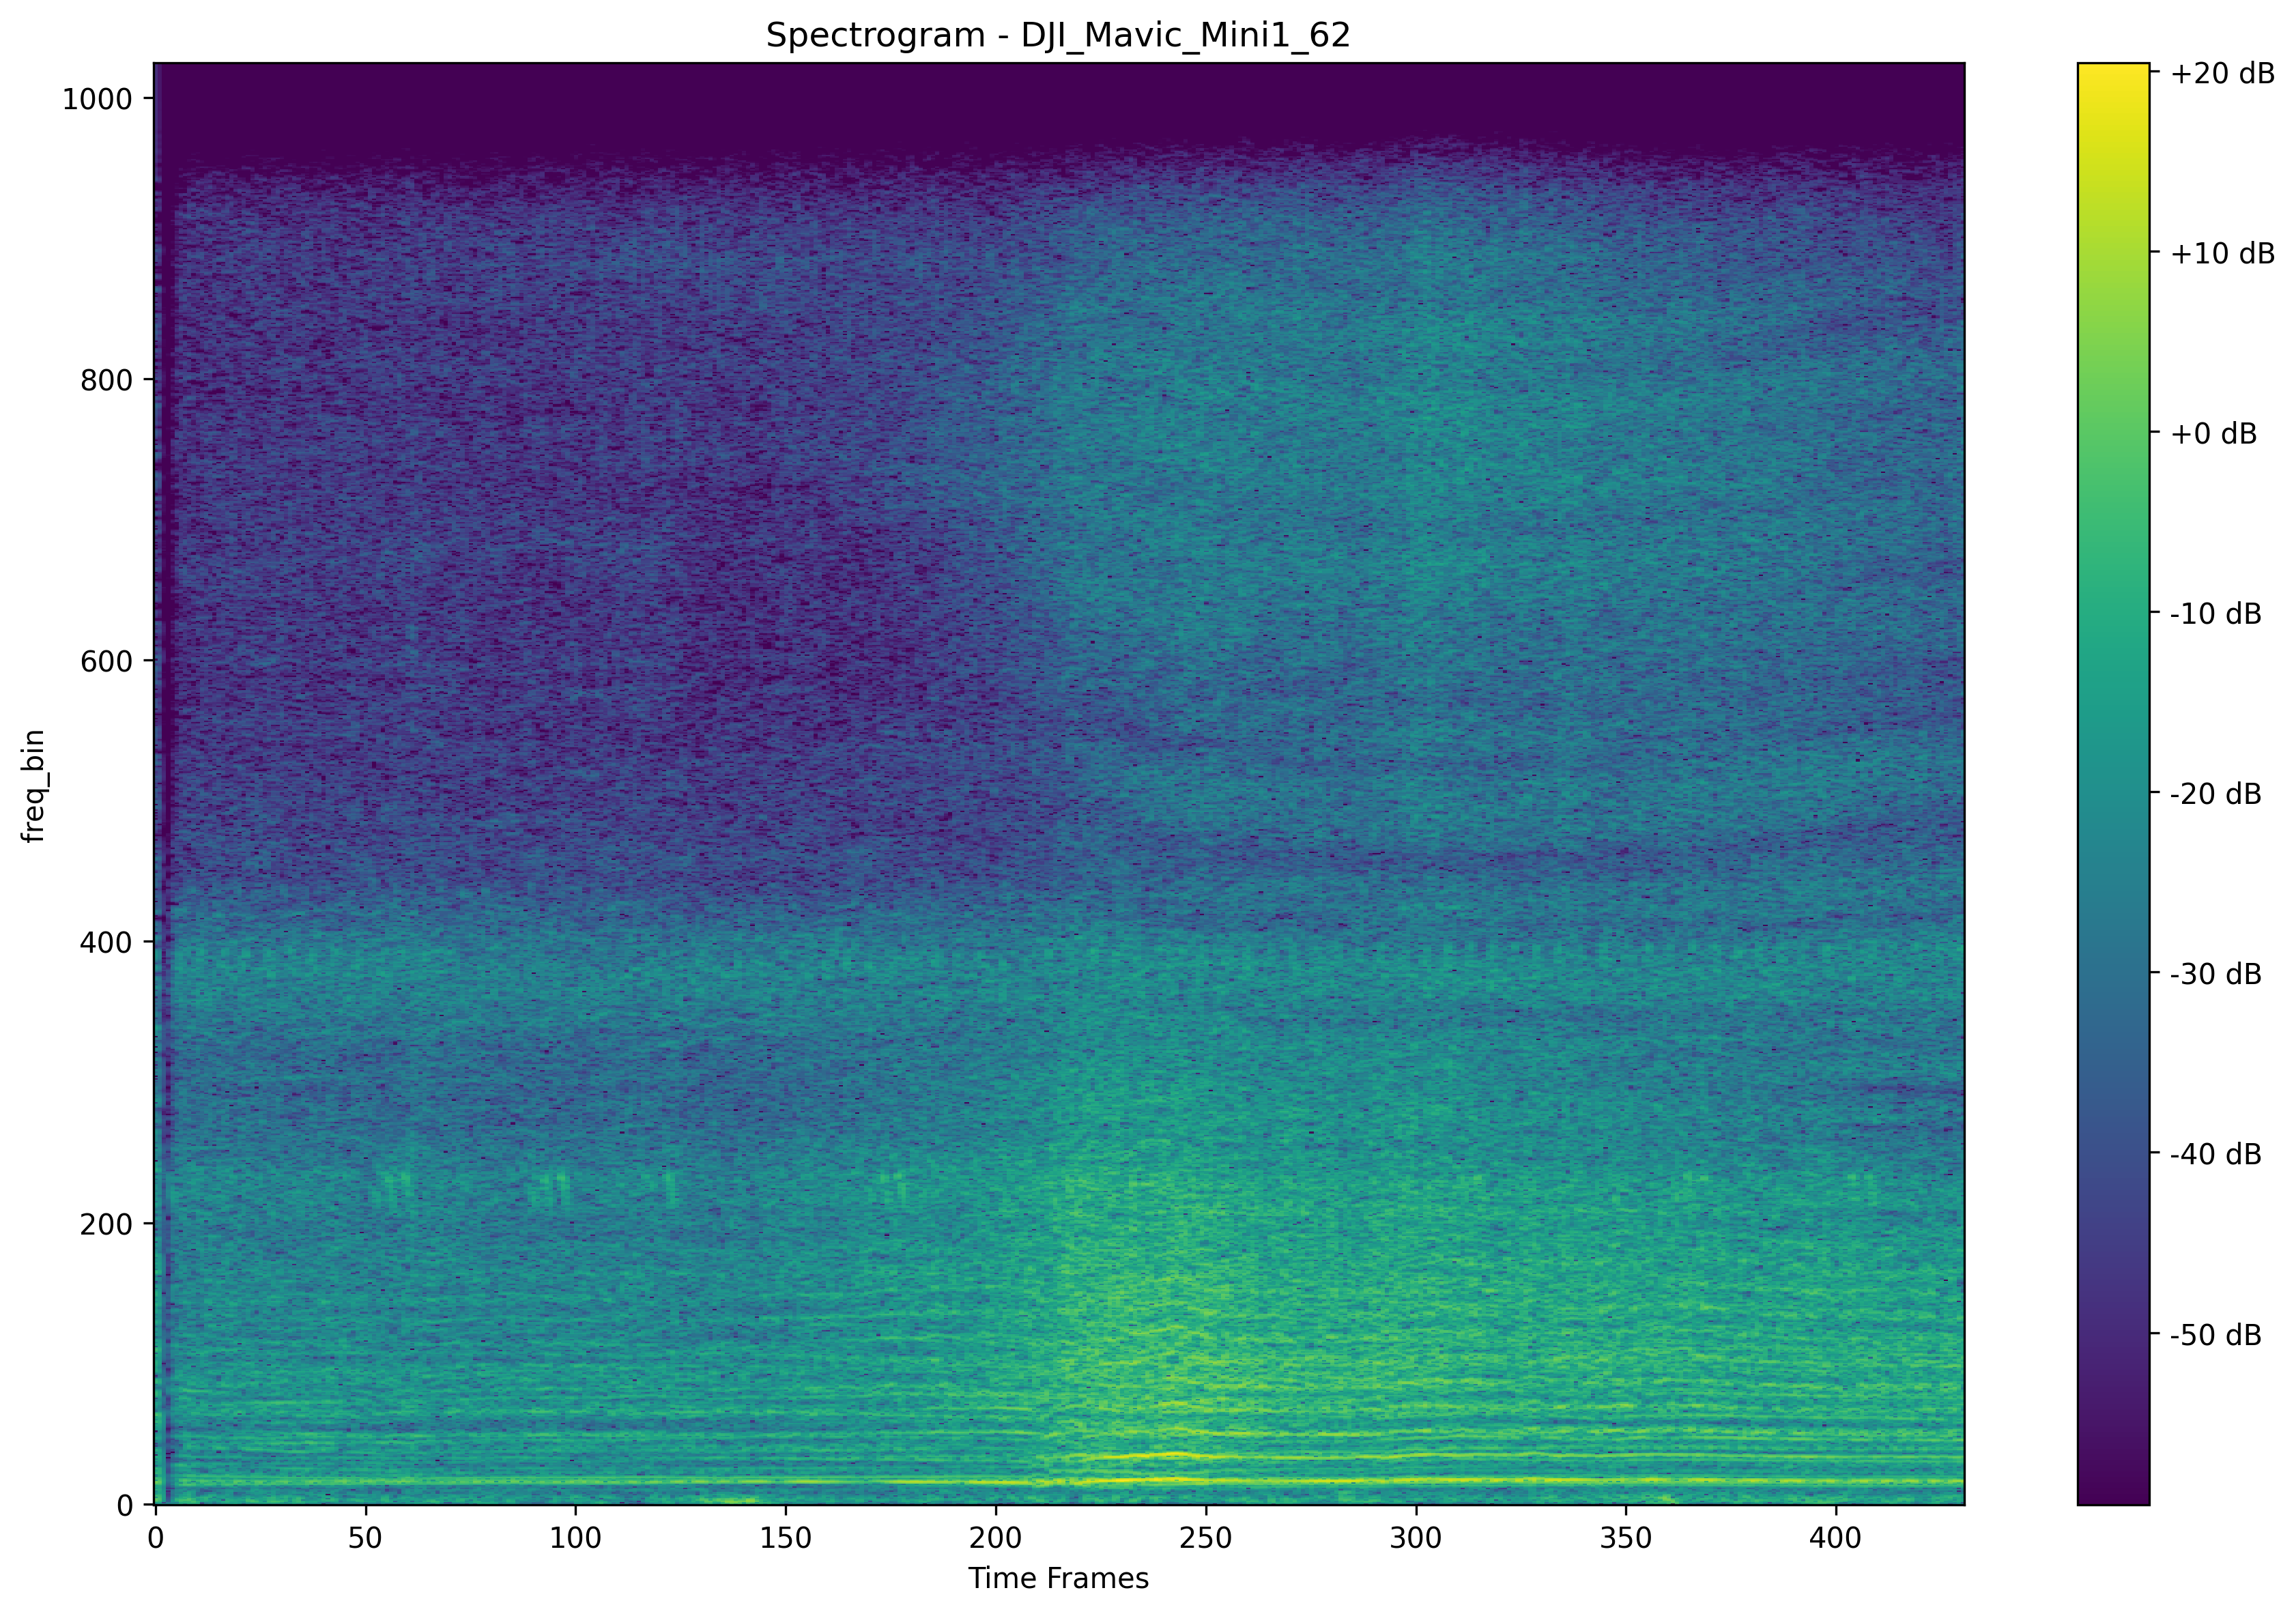 Spectrogram - DJI_Mavic_Mini1_62
1000
800
600
400
200
0
freq_bin
0 50 100 150 200 250 300 350 400
Time Frames
+20 dB
+10 dB
+0 dB
-10 dB
-20 dB
-30 dB
-40 dB
-50 dB